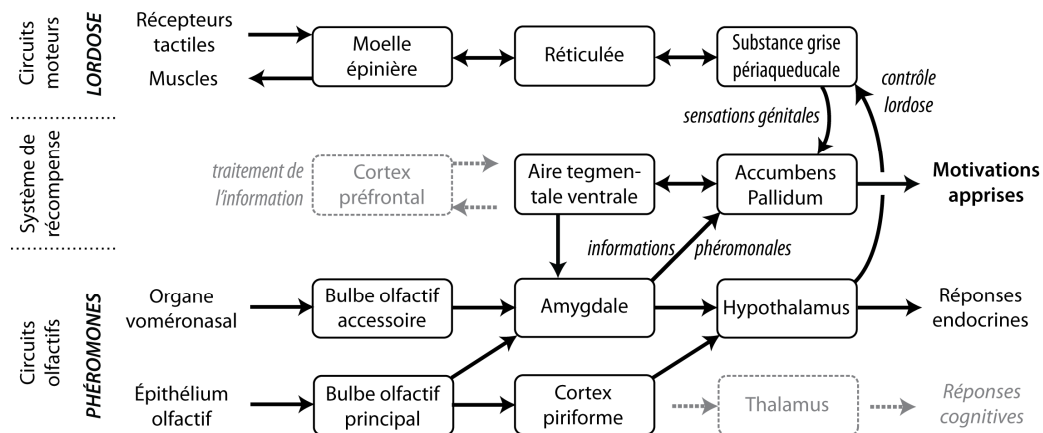 Circuits
moteurs
LORDOSE
Récepteurs
tactiles
Muscles
Moelle
épinière
Réticulée
Substance grise
périaqueducale
contrôle
lordose
sensations génitales
Système de
récompense
traitement de
l'information
Cortex
préfrontal
Aire tegmen-
tale ventrale
Accumbens
Pallidum
Motivations
apprises
informations phéromonales
Circuits
olfactifs
PHÉROMONES
Organe
voméronasal
Bulbe olfactif
accessoire
Amygdale
Hypothalamus
Réponses
endocrines
Épithélium
olfactif
Bulbe olfactif
principal
Cortex
piriforme
Thalamus
Réponses
cognitives